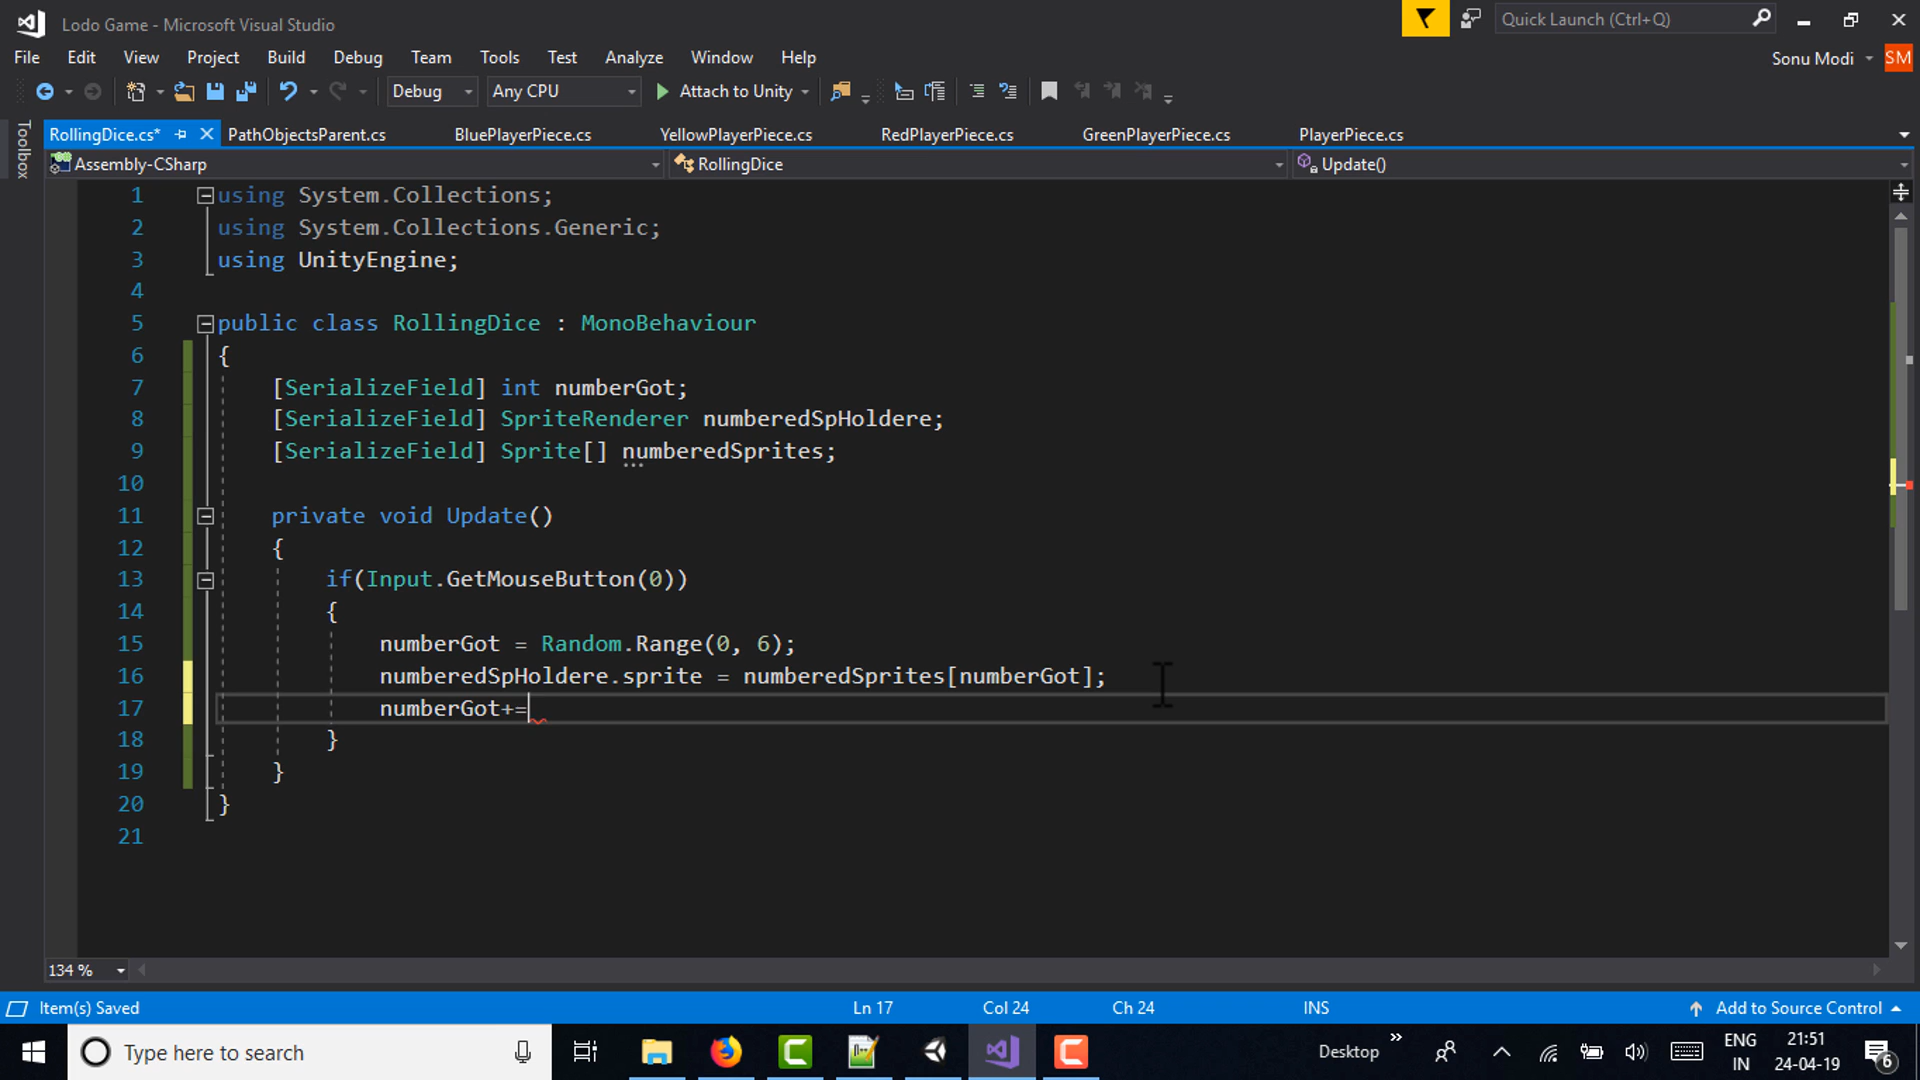 Lodo Game - Microsoft Visual Studio
Quick Launch (Ctrl+Q)
File Edit View Project Build Debug Team Tools Test Analyze Window Help
Sonu Modi SM
Debug Any CPU Attach to Unity
Toolbox
RollingDice.cs* PathObjectsParent.cs BluePlayerPiece.cs YellowPlayerPiece.cs RedPlayerPiece.cs GreenPlayerPiece.cs PlayerPiece.cs
Assembly-CSharp RollingDice Update()
1 using System.Collections;
2 using System.Collections.Generic;
3 using UnityEngine;
4
5 public class RollingDice : MonoBehaviour
6 {
7 [SerializeField] int numberGot;
8 [SerializeField] SpriteRenderer numberedSpHoldere;
9 [SerializeField] Sprite[] numberedSprites;
10
11 private void Update()
12 {
13 if(Input.GetMouseButton(0))
14 {
15 numberGot = Random.Range(0, 6);
16 numberedSpHoldere.sprite = numberedSprites[numberGot];
17 numberGot+=
18 }
19 }
20 }
21
134 %
Item(s) Saved Ln 17 Col 24 Ch 24 INS Add to Source Control
Type here to search Desktop ENG IN 21:51 24-04-19 6